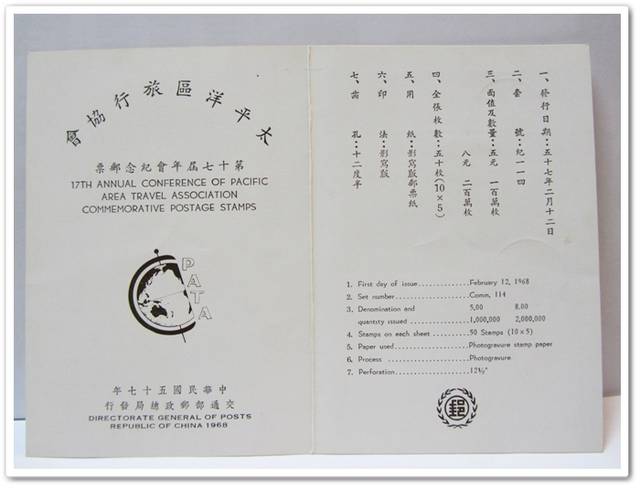 太平洋區旅行協會
第十七屆年會紀念郵票
17TH ANNUAL CONFERENCE OF PACIFIC
AREA TRAVEL ASSOCIATION
COMMEMORATIVE POSTAGE STAMPS
PATA
中華民國五十七年
交通部郵政總局發行
DIRECTORATE GENERAL OF POSTS
REPUBLIC OF CHINA 1968
一、發行日期：五十七年二月十二日
二、套　　號：紀一一四
三、面值及數量：五元　一百萬枚
八元　二百萬枚
四、全張枚數：五十枚(10×5)
五、用　　紙：影寫版郵票紙
六、印　　法：影寫版
七、齒　　孔：十二度半
1. First day of issue..............February 12, 1968
2. Set number....................Comm. 114
3. Denomination and 5.00 8.00
quantity issued.................1,000,000 2,000,000
4. Stamps on each sheet..........50 Stamps (10×5)
5. Paper used....................Photogravure stamp paper
6. Process.......................Photogravure
7. Perforation...................12½°
郵